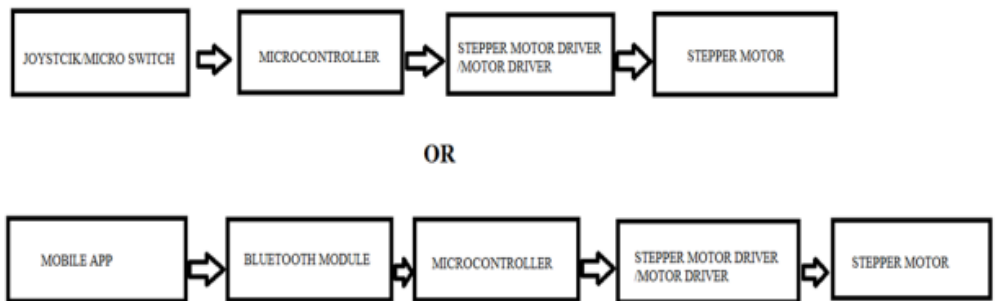 JOYSTCIK/MICRO SWITCH
MICROCONTROLLER
STEPPER MOTOR DRIVER
/MOTOR DRIVER
STEPPER MOTOR
OR
MOBILE APP
BLUETOOTH MODULE
MICROCONTROLLER
STEPPER MOTOR DRIVER
/MOTOR DRIVER
STEPPER MOTOR